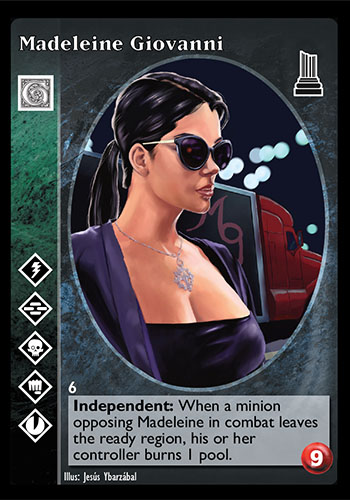 Madeleine Giovanni
G
MG
6
Independent: When a minion
opposing Madeleine in combat leaves
the ready region, his or her
controller burns 1 pool.
9
Illus: Jesús Ybarzábal